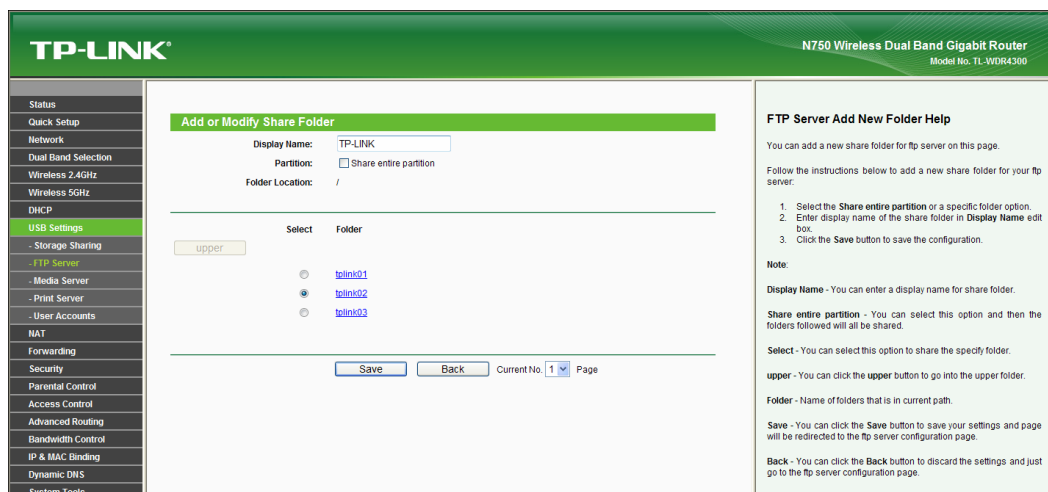 TP-LINK®
N750 Wireless Dual Band Gigabit Router
Model No. TL-WDR4300
Status
Quick Setup
Network
Dual Band Selection
Wireless 2.4GHz
Wireless 5GHz
DHCP
USB Settings
- Storage Sharing
- FTP Server
- Media Server
- Print Server
- User Accounts
NAT
Forwarding
Security
Parental Control
Access Control
Advanced Routing
Bandwidth Control
IP & MAC Binding
Dynamic DNS
System Tools
Add or Modify Share Folder
Display Name: TP-LINK
Partition: Share entire partition
Folder Location: /
Select Folder
upper
tplink01
tplink02
tplink03
Save Back Current No. 1 Page
FTP Server Add New Folder Help
You can add a new share folder for ftp server on this page.
Follow the instructions below to add a new share folder for your ftp
server:
1. Select the Share entire partition or a specific folder option.
2. Enter display name of the share folder in Display Name edit
box.
3. Click the Save button to save the configuration.
Note:
Display Name - You can enter a display name for share folder.
Share entire partition - You can select this option and then the
folders followed will all be shared.
Select - You can select this option to share the specify folder.
upper - You can click the upper button to go into the upper folder.
Folder - Name of folders that is in current path.
Save - You can click the Save button to save your settings and page
will be redirected to the ftp server configuration page.
Back - You can click the Back button to discard the settings and just
go to the ftp server configuration page.